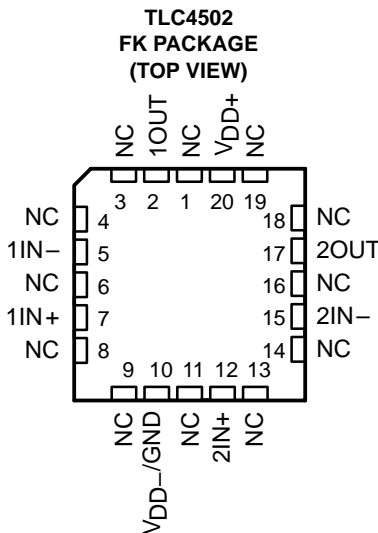 TLC4502
FK PACKAGE
(TOP VIEW)
NC
1OUT
NC
VDD+
NC
3 2 1 20 19
NC 4 18 NC
1IN− 5 17 2OUT
NC 6 16 NC
1IN+ 7 15 2IN−
NC 8 14 NC
9 10 11 12 13
NC
VDD−/GND
NC
2IN+
NC